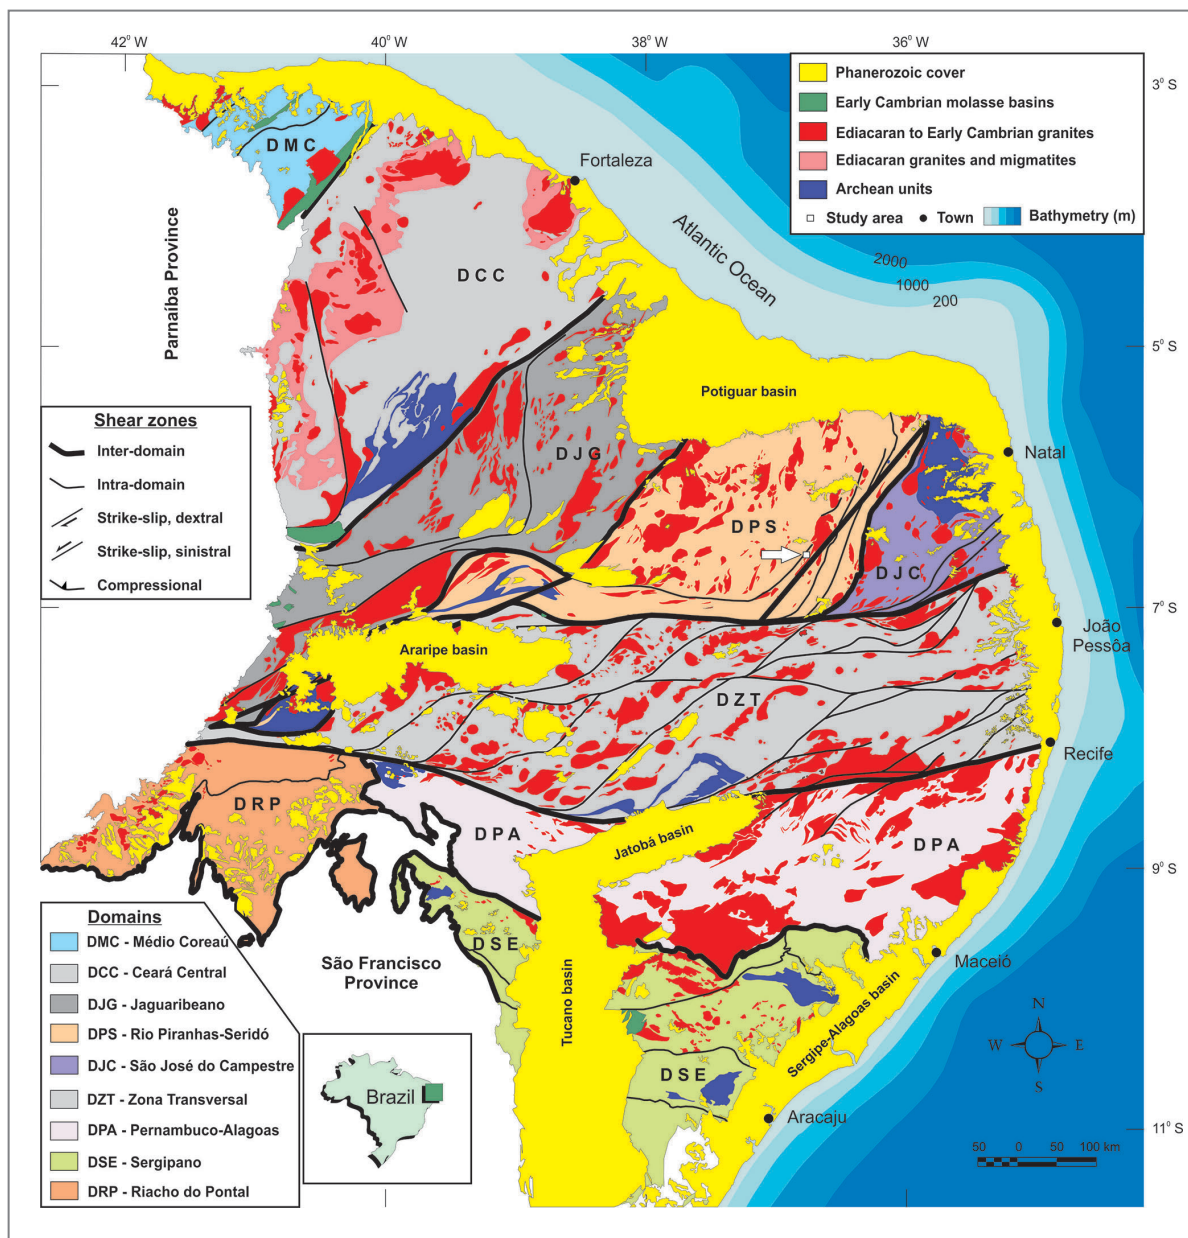 42° W
40° W
38° W
36° W
3° S
5° S
7° S
9° S
11° S
Phanerozoic cover
Early Cambrian molasse basins
Ediacaran to Early Cambrian granites
Ediacaran granites and migmatites
Archean units
Study area
Town
Bathymetry (m)
DMC
Fortaleza
Parnaíba Province
DCC
Atlantic Ocean
2000
1000
200
Potiguar basin
Shear zones
Inter-domain
Intra-domain
Strike-slip, dextral
Strike-slip, sinistral
Compressional
DJG
Natal
DPS
DJC
João
Pessôa
Araripe basin
DZT
Recife
DRP
DPA
Jatobá basin
DPA
Domains
DMC - Médio Coreaú
DCC - Ceará Central
DJG - Jaguaribeano
DPS - Rio Piranhas-Seridó
DJC - São José do Campestre
DZT - Zona Transversal
DPA - Pernambuco-Alagoas
DSE - Sergipano
DRP - Riacho do Pontal
São Francisco
Province
DSE
Tucano basin
Maceió
Sergipe-Alagoas basin
DSE
Aracaju
Brazil
N
W
E
S
50 0 50 100 km